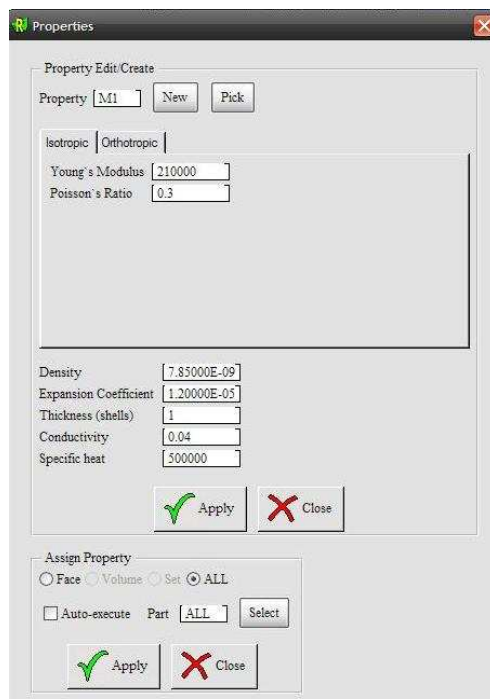 Properties
Property Edit/Create
Property M1 New Pick
Isotropic Orthotropic
Young`s Modulus 210000
Poisson`s Ratio 0.3
Density 7.85000E-09
Expansion Coefficient 1.20000E-05
Thickness (shells) 1
Conductivity 0.04
Specific heat 500000
Apply Close
Assign Property
Face Volume Set ALL
Auto-execute Part ALL Select
Apply Close